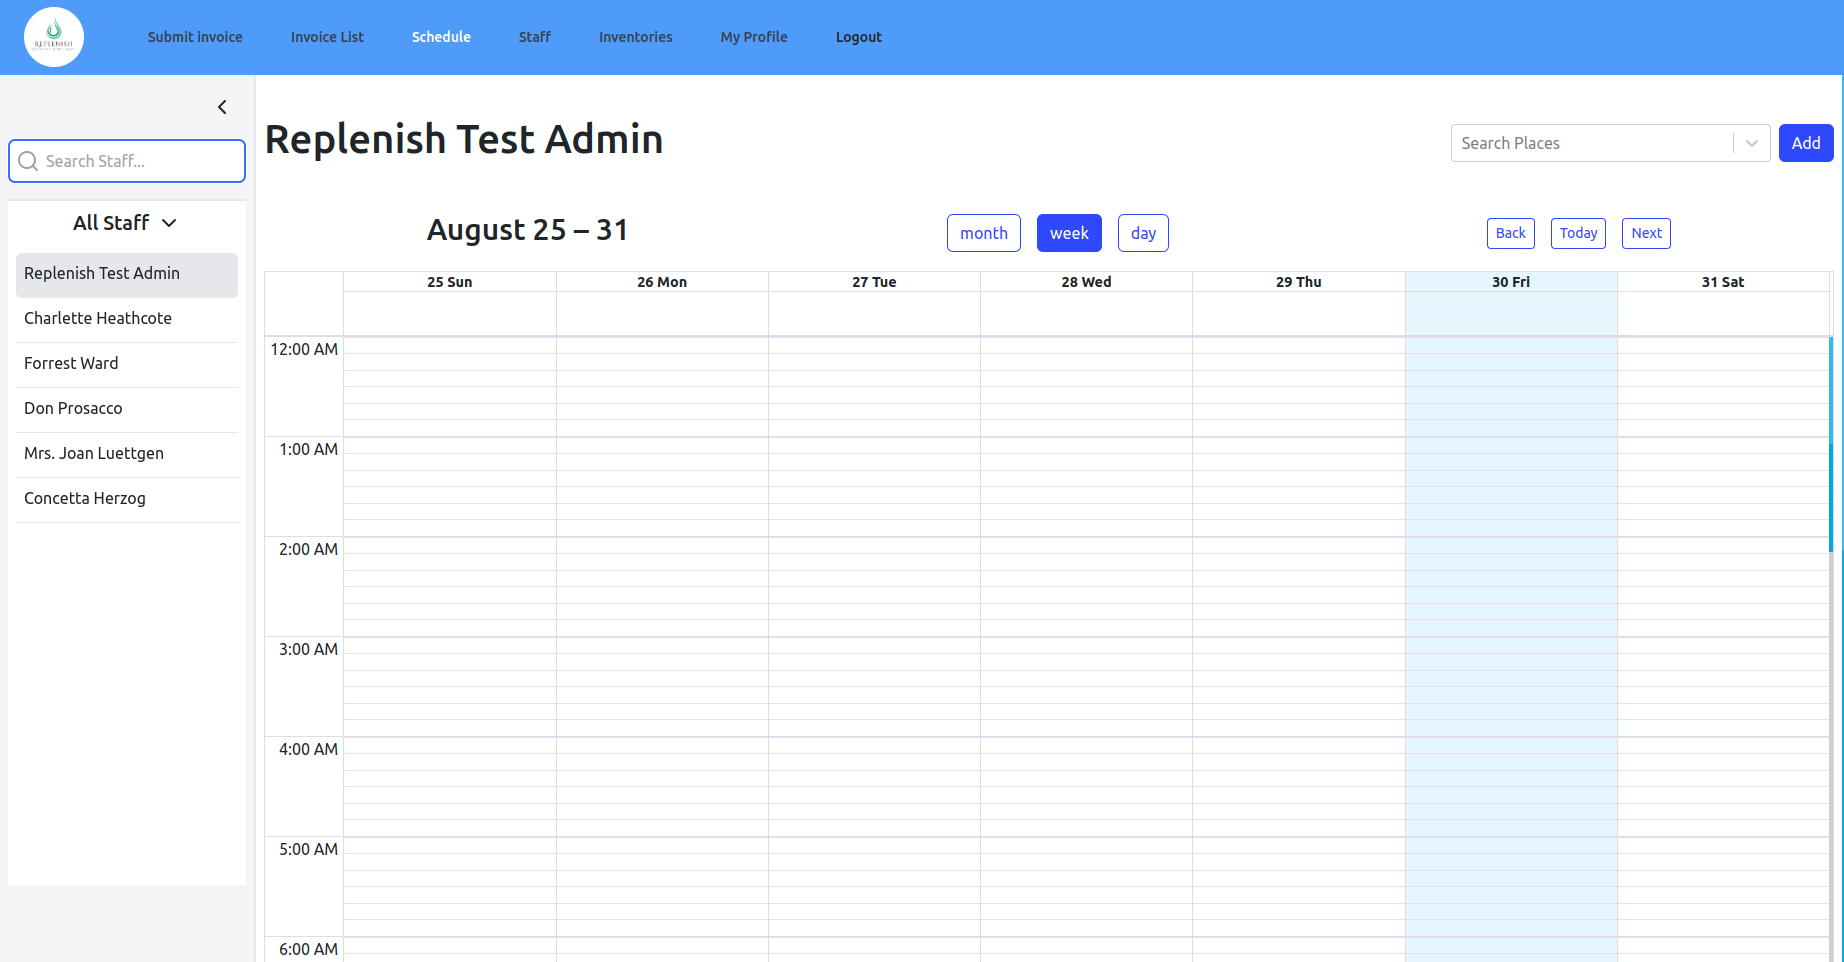 REPLENISH
Submit invoice
Invoice List
Schedule
Staff
Inventories
My Profile
Logout
Search Staff...
All Staff
Replenish Test Admin
Charlette Heathcote
Forrest Ward
Don Prosacco
Mrs. Joan Luettgen
Concetta Herzog
Replenish Test Admin
Search Places
Add
August 25 – 31
month
week
day
Back
Today
Next
25 Sun
26 Mon
27 Tue
28 Wed
29 Thu
30 Fri
31 Sat
12:00 AM
1:00 AM
2:00 AM
3:00 AM
4:00 AM
5:00 AM
6:00 AM